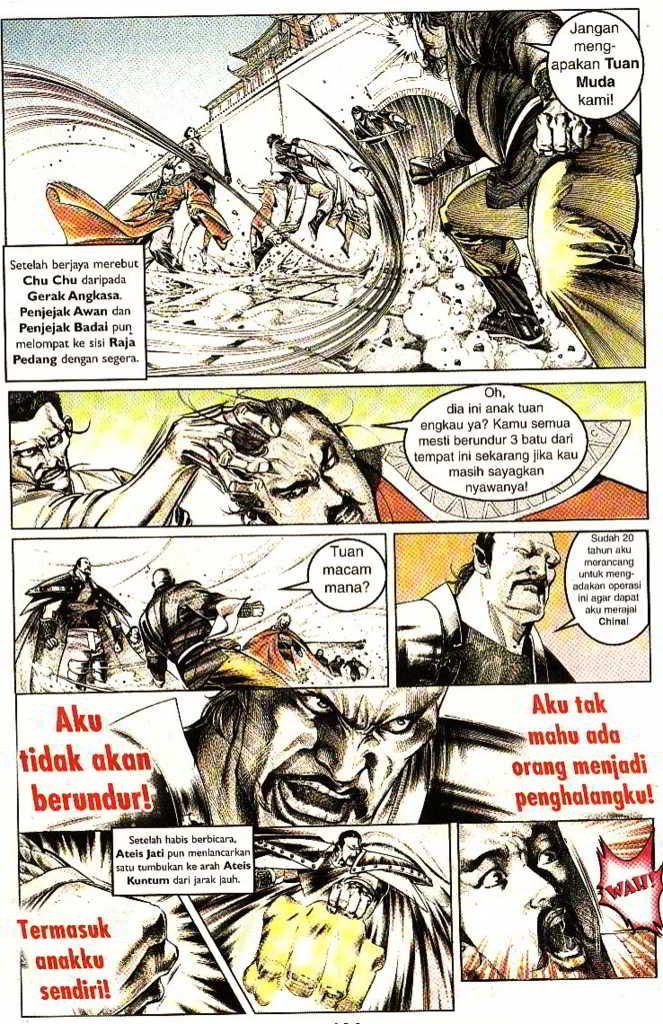 Jangan
meng-
apakan Tuan
Muda
kami!
Setelah berjaya merebut
Chu Chu daripada
Gerak Angkasa,
Penjejak Awan dan
Penjejak Badai pun
melompat ke sisi Raja
Pedang dengan segera.
Oh,
dia ini anak tuan
engkau ya? Kamu semua
mesti berundur 3 batu dari
tempat ini sekarang jika kau
masih sayagkan
nyawanya!
Tuan
macam
mana?
Sudah 20
tahun aku
merancang
untuk meng-
adakan operasi
ini agar dapat
aku merajai
China!
Aku
tidak akan
berundur!
Aku tak
mahu ada
orang menjadi
penghalangku!
Setelah habis berbicara,
Ateis Jati pun menlancarkan
satu tumbukan ke arah Ateis
Kuntum dari jarak jauh.
Termasuk
anakku
sendiri!
WAH!